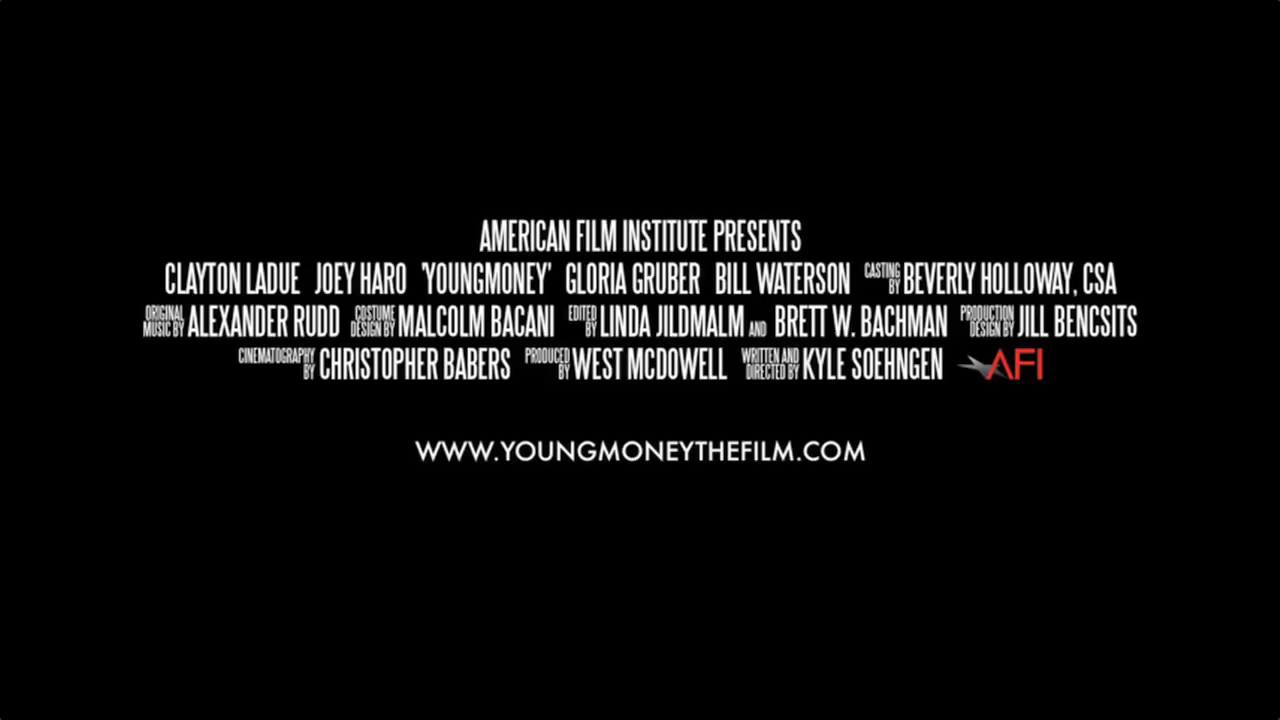 AMERICAN FILM INSTITUTE PRESENTS
CLAYTON LADUE JOEY HARO 'YOUNGMONEY' GLORIA GRUBER BILL WATERSON CASTING BY BEVERLY HOLLOWAY, CSA
ORIGINAL MUSIC BY ALEXANDER RUDD COSTUME DESIGN BY MALCOLM BACANI EDITED BY LINDA JILDMALM AND BRETT W. BACHMAN PRODUCTION DESIGN BY JILL BENCSITS
CINEMATOGRAPHY BY CHRISTOPHER BABERS PRODUCED BY WEST MCDOWELL WRITTEN AND DIRECTED BY KYLE SOEHNGEN AFI
WWW.YOUNGMONEYTHEFILM.COM